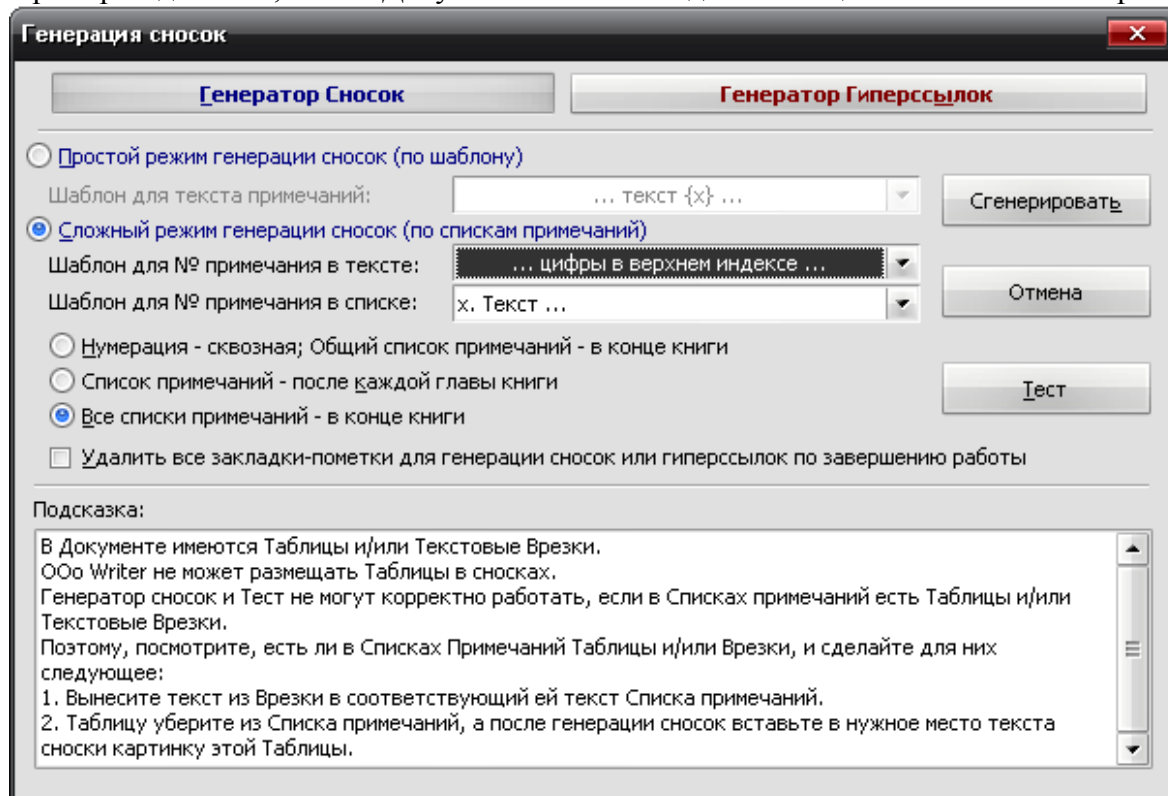 Генерация сносок
Генератор Сносок
Генератор Гиперссылок
Простой режим генерации сносок (по шаблону)
Шаблон для текста примечаний:
... текст {x} ...
Сгенерировать
Сложный режим генерации сносок (по спискам примечаний)
Шаблон для № примечания в тексте:
... цифры в верхнем индексе ...
Шаблон для № примечания в списке:
x. Текст ...
Отмена
Нумерация - сквозная; Общий список примечаний - в конце книги
Список примечаний - после каждой главы книги
Тест
Все списки примечаний - в конце книги
Удалить все закладки-пометки для генерации сносок или гиперссылок по завершению работы
Подсказка:
В Документе имеются Таблицы и/или Текстовые Врезки.
OOo Writer не может размещать Таблицы в сносках.
Генератор сносок и Тест не могут корректно работать, если в Списках примечаний есть Таблицы и/или
Текстовые Врезки.
Поэтому, посмотрите, есть ли в Списках Примечаний Таблицы и/или Врезки, и сделайте для них
следующее:
1. Вынесите текст из Врезки в соответствующий ей текст Списка примечаний.
2. Таблицу уберите из Списка примечаний, а после генерации сносок вставьте в нужное место текста
сноски картинку этой Таблицы.